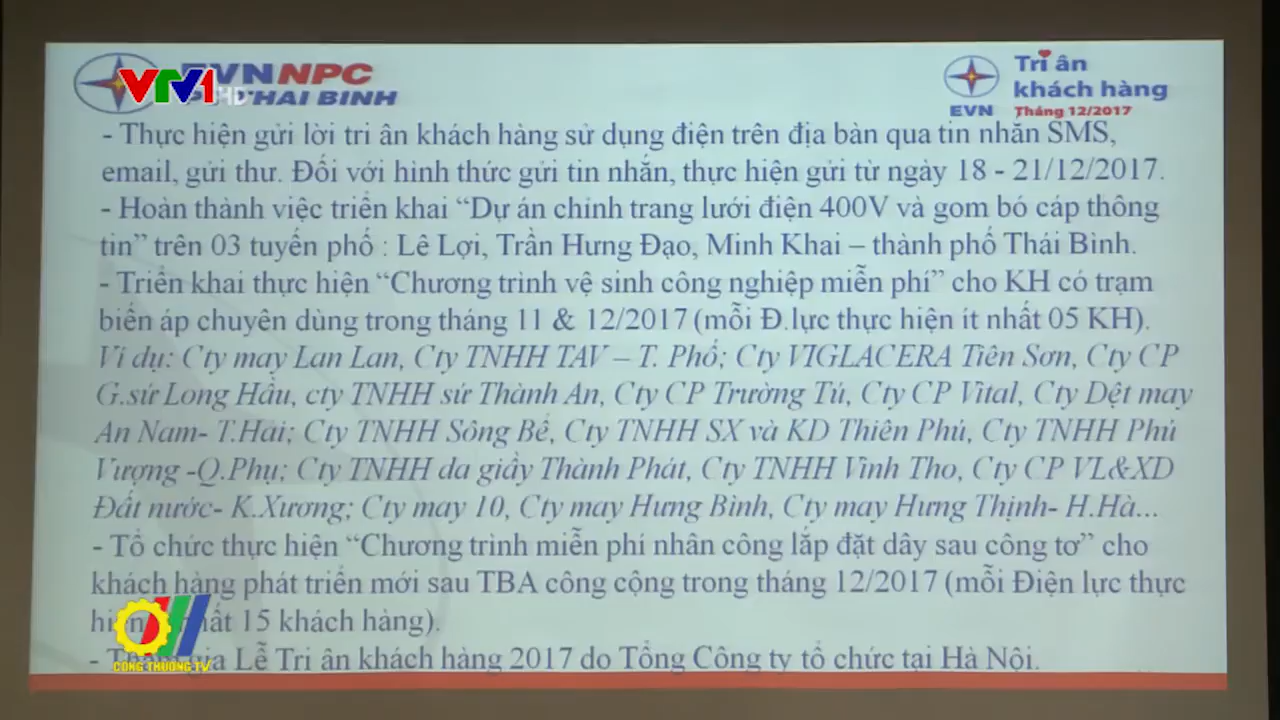 VTV1
HD
EVNNPC
THAI BINH
Tri ân
khách hàng
EVN
Tháng 12/2017
- Thực hiện gửi lời tri ân khách hàng sử dụng điện trên địa bàn qua tin nhắn SMS,
email, gửi thư. Đối với hình thức gửi tin nhắn, thực hiện gửi từ ngày 18 - 21/12/2017.
- Hoàn thành việc triển khai “Dự án chỉnh trang lưới điện 400V và gom bó cáp thông
tin” trên 03 tuyến phố : Lê Lợi, Trần Hưng Đạo, Minh Khai – thành phố Thái Bình.
- Triển khai thực hiện “Chương trình vệ sinh công nghiệp miễn phí” cho KH có trạm
biến áp chuyên dùng trong tháng 11 & 12/2017 (mỗi Đ.lực thực hiện ít nhất 05 KH).
Ví dụ: Cty may Lan Lan, Cty TNHH TAV – T. Phố; Cty VIGLACERA Tiên Sơn, Cty CP
G.sứ Long Hầu, cty TNHH sứ Thành An, Cty CP Trường Tú, Cty CP Vital, Cty Dệt may
An Nam- T.Hải; Cty TNHH Sông Bể, Cty TNHH SX và KD Thiên Phú, Cty TNHH Phú
Vượng -Q.Phụ; Cty TNHH da giầy Thành Phát, Cty TNHH Vĩnh Tho, Cty CP VL&XD
Đất nước- K.Xương; Cty may 10, Cty may Hưng Bình, Cty may Hưng Thịnh- H.Hà...
- Tổ chức thực hiện “Chương trình miễn phí nhân công lắp đặt dây sau công tơ” cho
khách hàng phát triển mới sau TBA công cộng trong tháng 12/2017 (mỗi Điện lực thực
15 khách hàng).
- gia Lễ Tri ân khách hàng 2017 do Tổng Công ty tổ chức tại Hà Nội.
CÔNG THƯƠNG TV